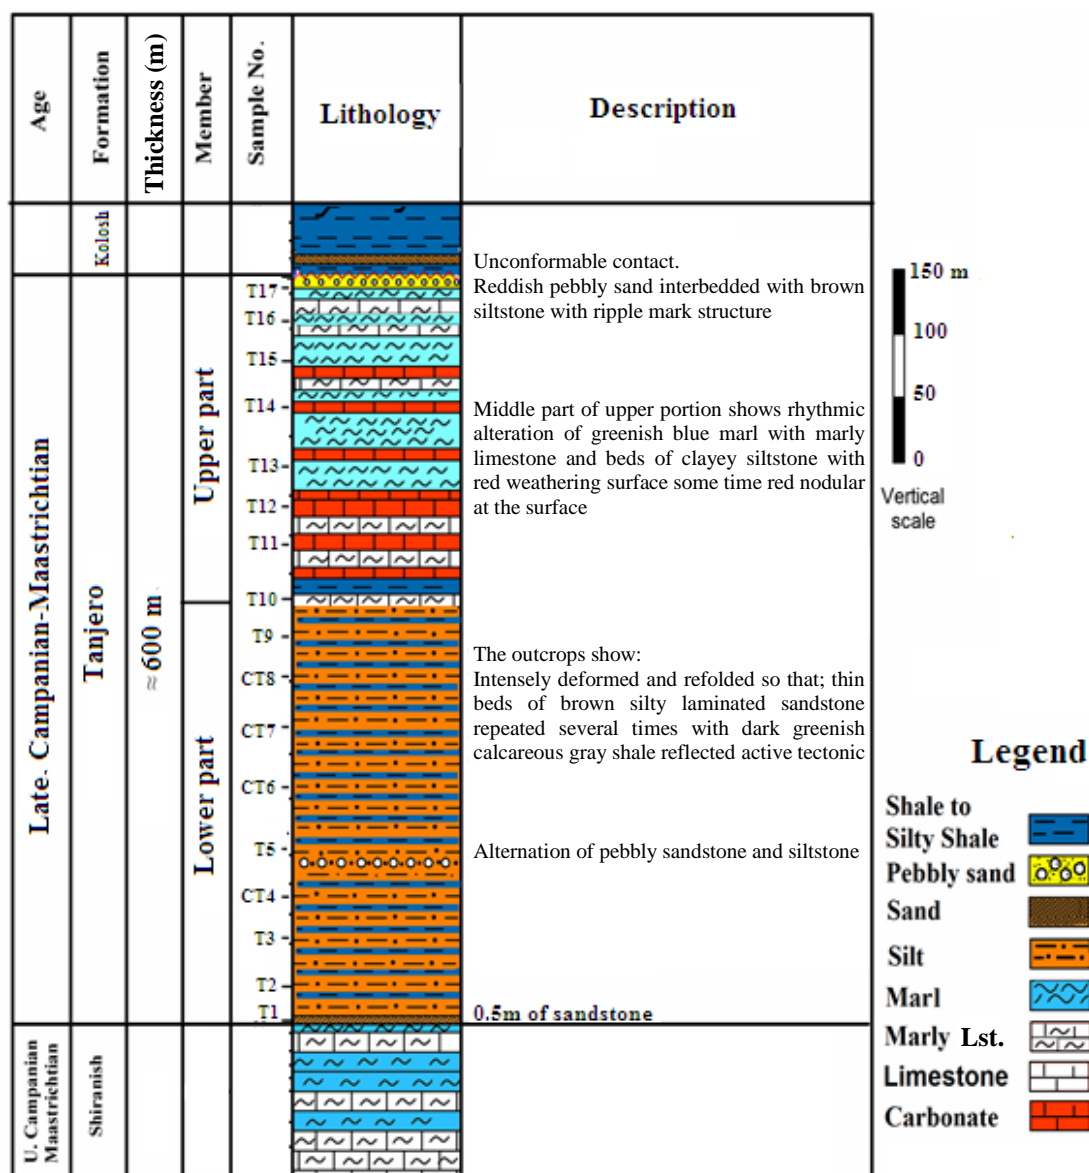 Age
Formation
Thickness (m)
Member
Sample No.
Lithology
Description
Kolosh
Unconformable contact.
Reddish pebbly sand interbedded with brown
siltstone with ripple mark structure
T17
T16
T15
T14
Middle part of upper portion shows rhythmic
alteration of greenish blue marl with marly
limestone and beds of clayey siltstone with
red weathering surface some time red nodular
at the surface
T13
T12
T11
T10
Upper part
Late. Campanian-Maastrichtian
Tanjero
≈ 600 m
Lower part
T9
CT8
CT7
CT6
T5
CT4
T3
T2
T1
The outcrops show:
Intensely deformed and refolded so that; thin
beds of brown silty laminated sandstone
repeated several times with dark greenish
calcareous gray shale reflected active tectonic
Alternation of pebbly sandstone and siltstone
0.5m of sandstone
U. Campanian
Maastrichtian
Shiranish
150 m
100
50
0
Vertical
scale
Legend
Shale to
Silty Shale
Pebbly sand
Sand
Silt
Marl
Marly Lst.
Limestone
Carbonate